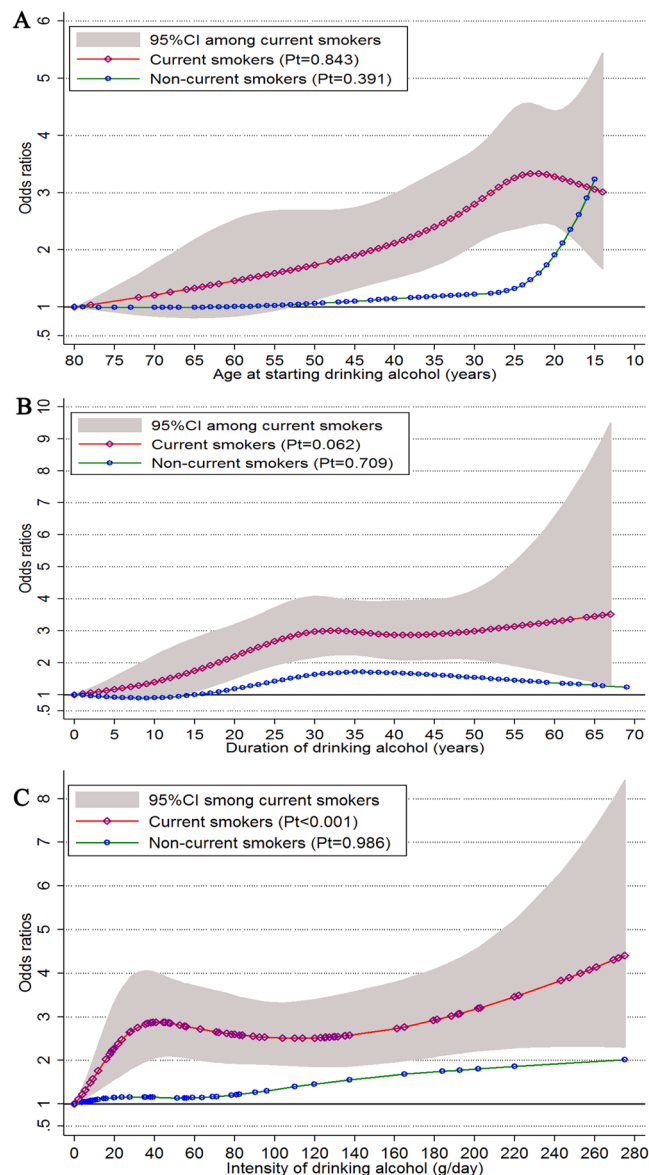 A
6
5
4
3
2
1
.5
Odds ratios
95%CI among current smokers
Current smokers (Pt=0.843)
Non-current smokers (Pt=0.391)
80 75 70 65 60 55 50 45 40 35 30 25 20 15 10
Age at starting drinking alcohol (years)
B
10
9
8
7
6
5
4
3
2
1
.5
Odds ratios
95%CI among current smokers
Current smokers (Pt=0.062)
Non-current smokers (Pt=0.709)
0 5 10 15 20 25 30 35 40 45 50 55 60 65 70
Duration of drinking alcohol (years)
C
8
7
6
5
4
3
2
1
.5
Odds ratios
95%CI smong current smokers
Current smokers (Pt<0.001)
Non-current smokers (Pt=0.986)
0 20 40 60 80 100 120 140 160 180 200 220 240 260 280
Intensity of drinking alcohol (g/day)